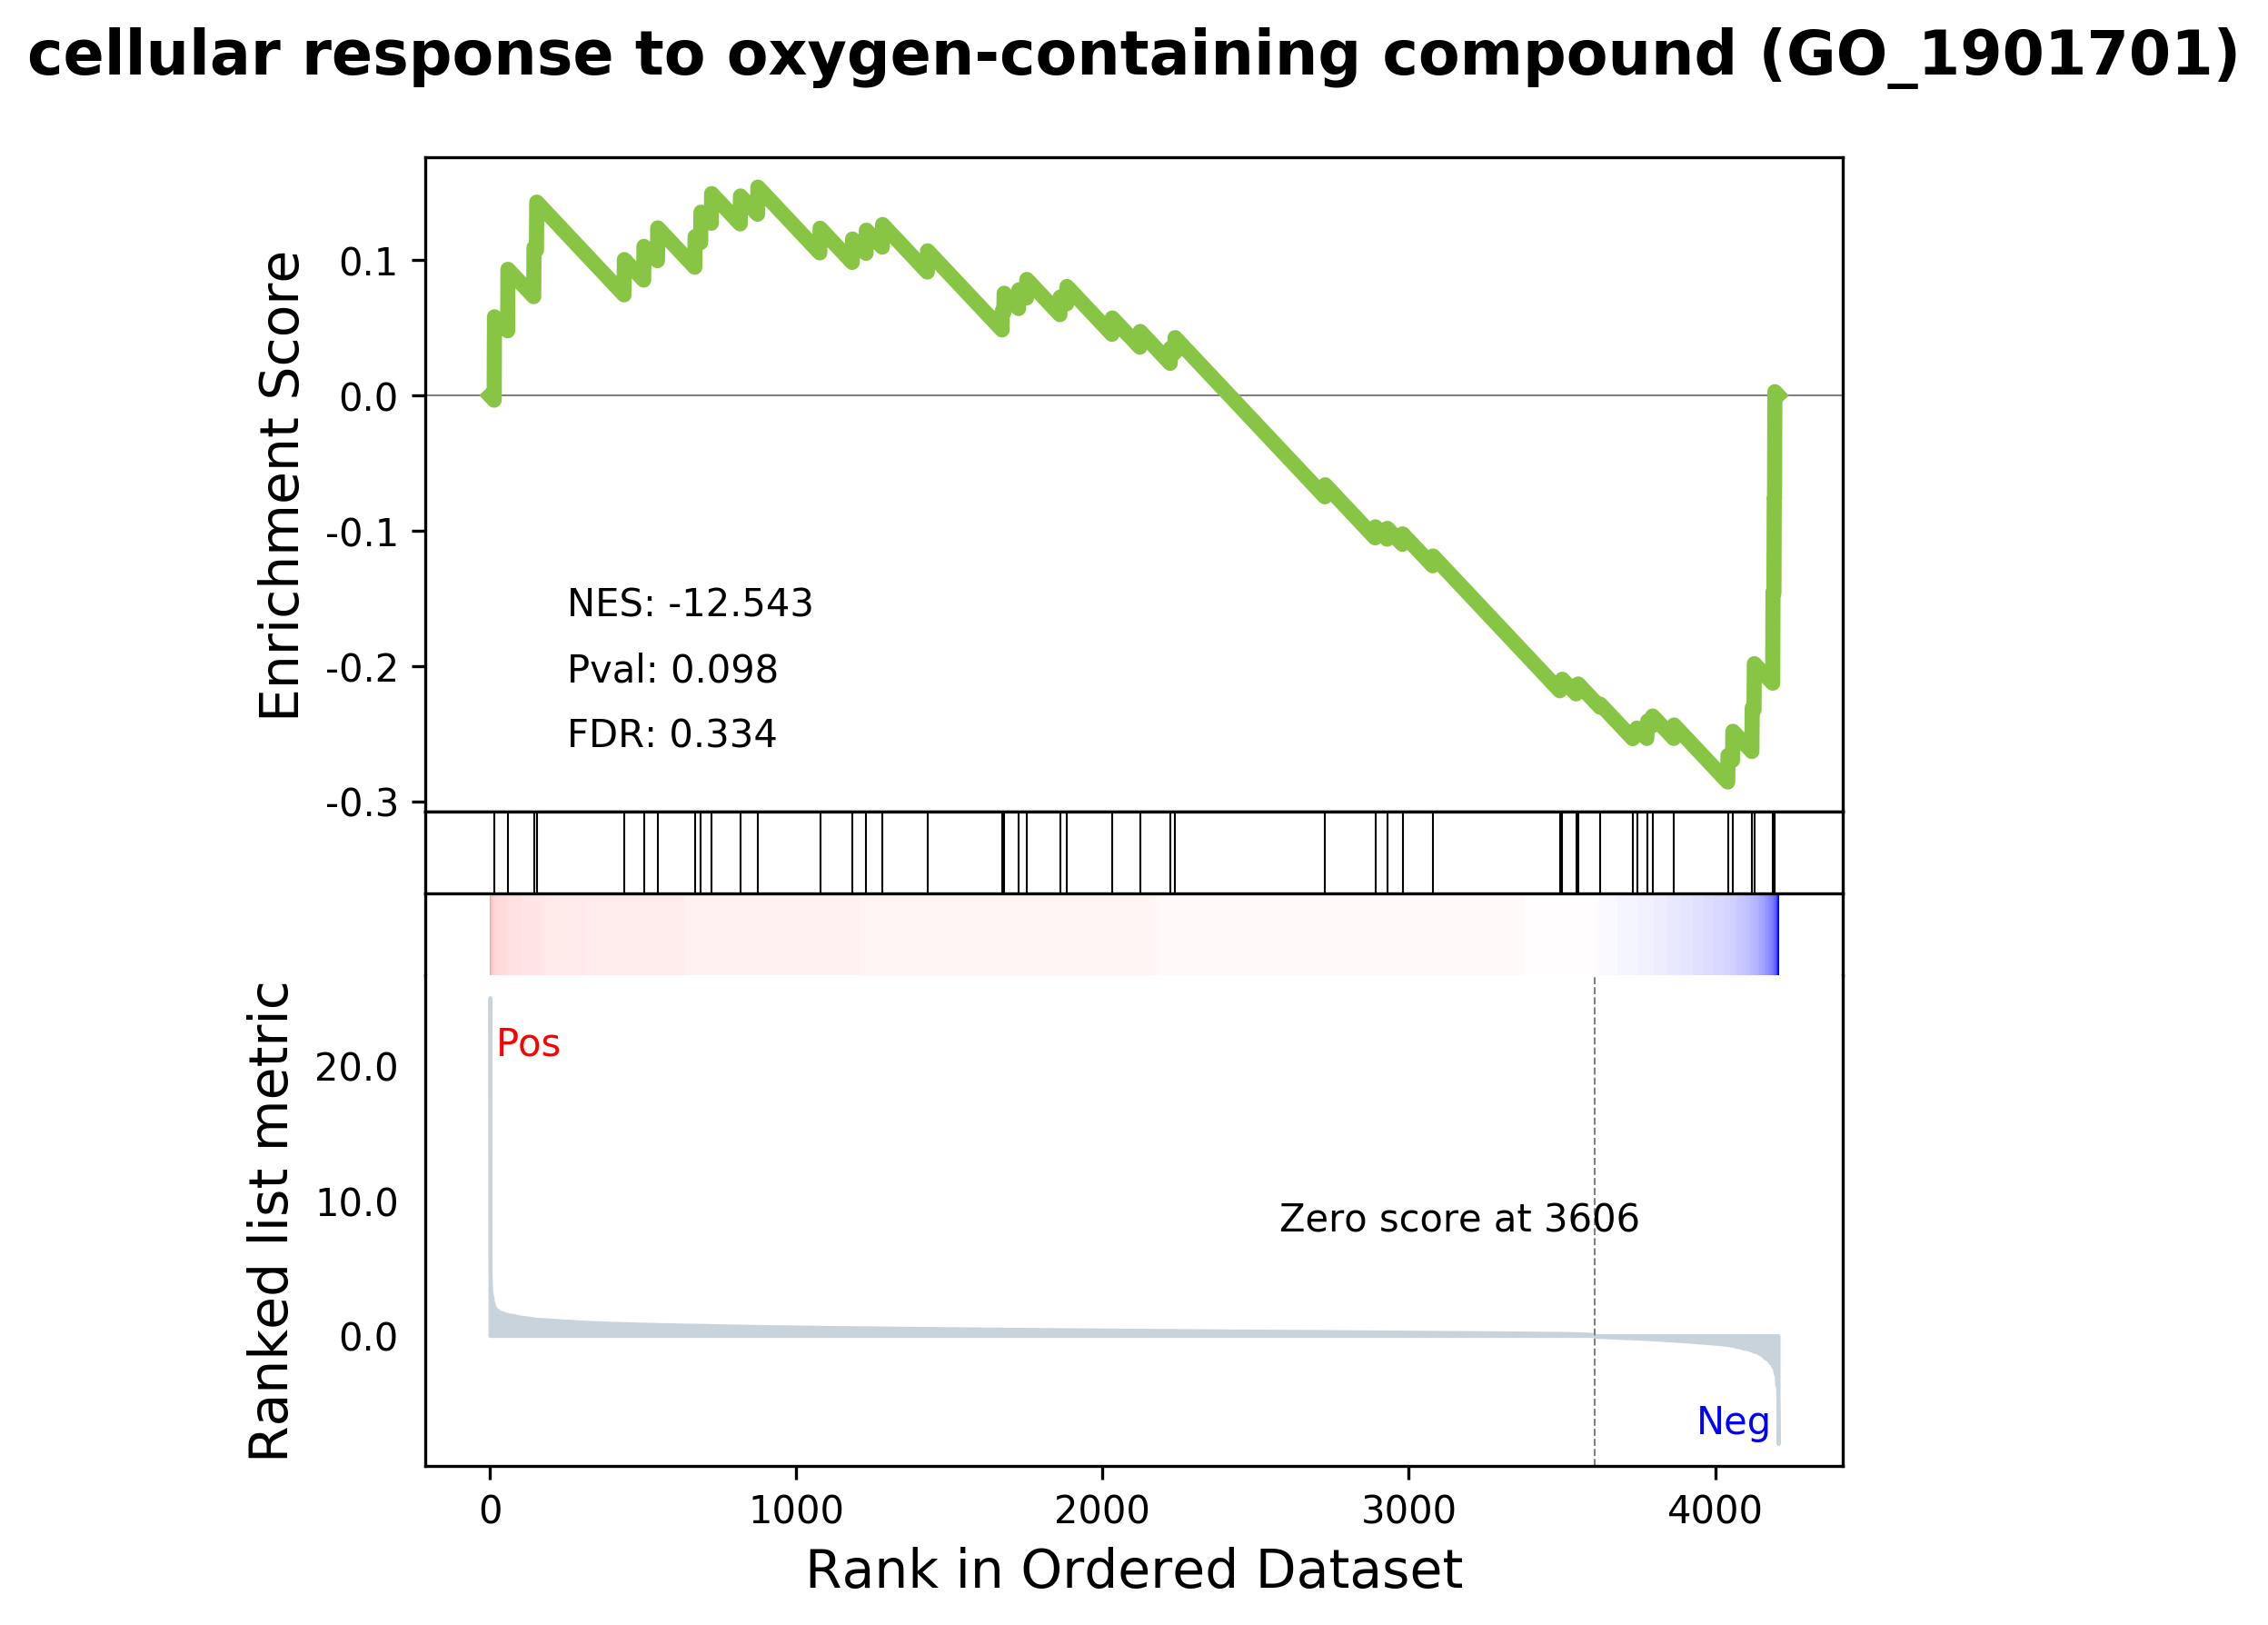 cellular response to oxygen-containing compound (GO_1901701)
Enrichment Score
0.1
0.0
-0.1
-0.2
-0.3
NES: -12.543
Pval: 0.098
FDR: 0.334
Ranked list metric
20.0
10.0
0.0
Pos
Zero score at 3606
Neg
0 1000 2000 3000 4000
Rank in Ordered Dataset